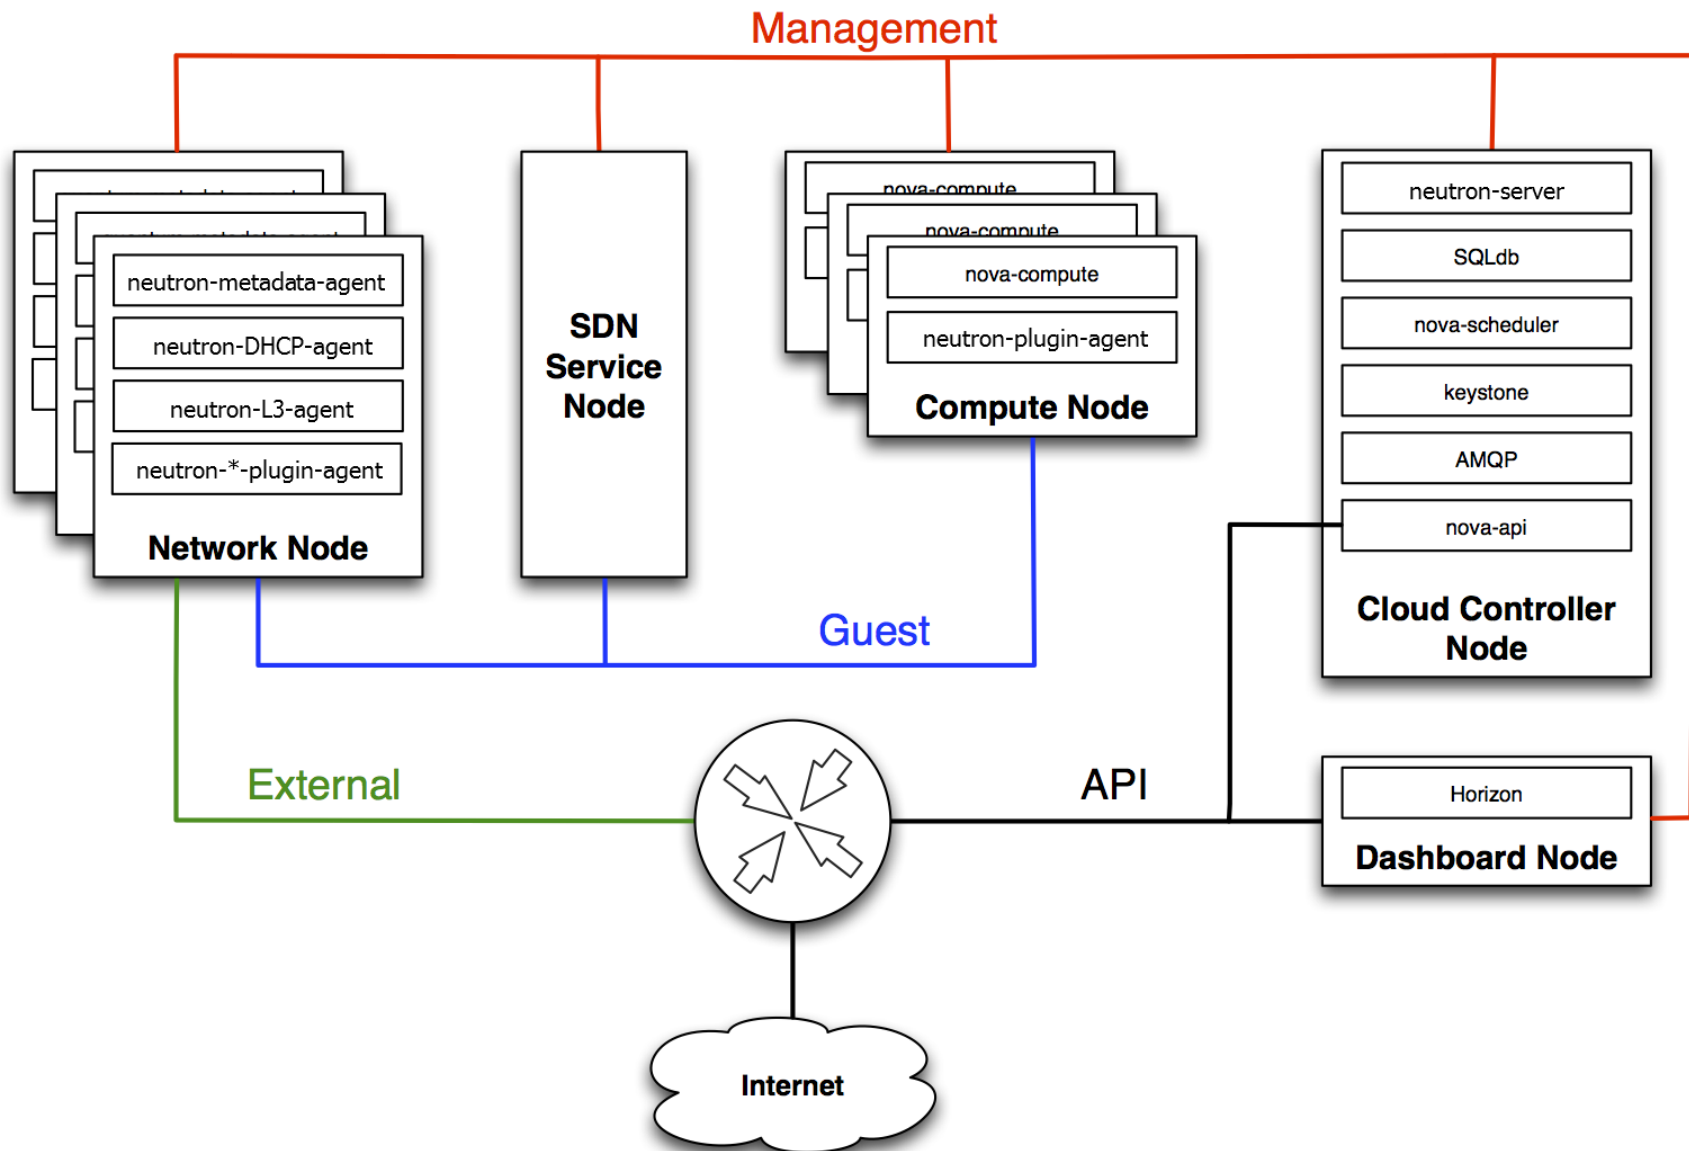 Management
neutron-metadata-agent
neutron-DHCP-agent
neutron-L3-agent
neutron-*-plugin-agent
Network Node
SDN
Service
Node
nova-compute
nova-compute
nova-compute
neutron-plugin-agent
Compute Node
neutron-server
SQLdb
nova-scheduler
keystone
AMQP
nova-api
Cloud Controller
Node
Guest
External
API
Horizon
Dashboard Node
Internet